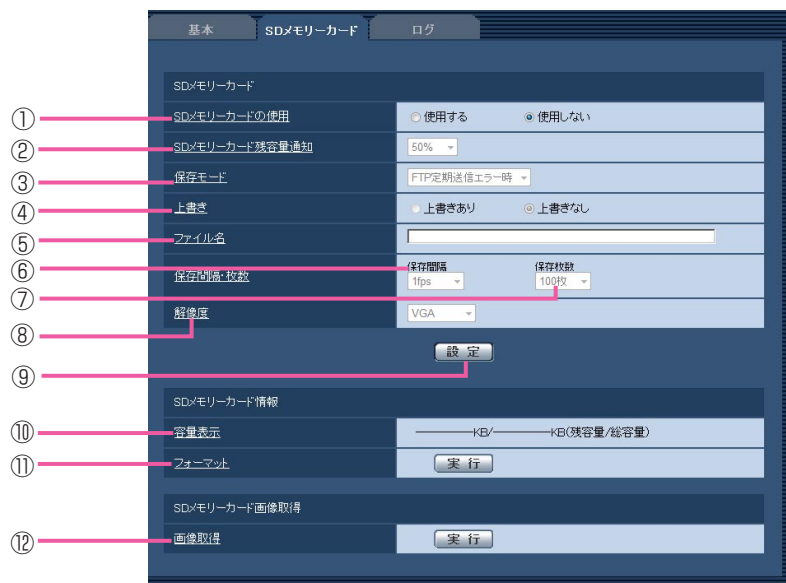 基本 SDメモリーカード ログ
SDメモリーカード
① SDメモリーカードの使用 使用する 使用しない
② SDメモリーカード残容量通知 50%
③ 保存モード FTP定期送信エラー時
④ 上書き 上書きあり 上書きなし
⑤ ファイル名
⑥ 保存間隔 保存枚数
⑦ 保存間隔・枚数 1fps 100枚
⑧ 解像度 VGA
⑨ 設定
SDメモリーカード情報
⑩ 容量表示 ―――――KB/―――――KB(残容量/総容量)
⑪ フォーマット 実行
SDメモリーカード画像取得
⑫ 画像取得 実行